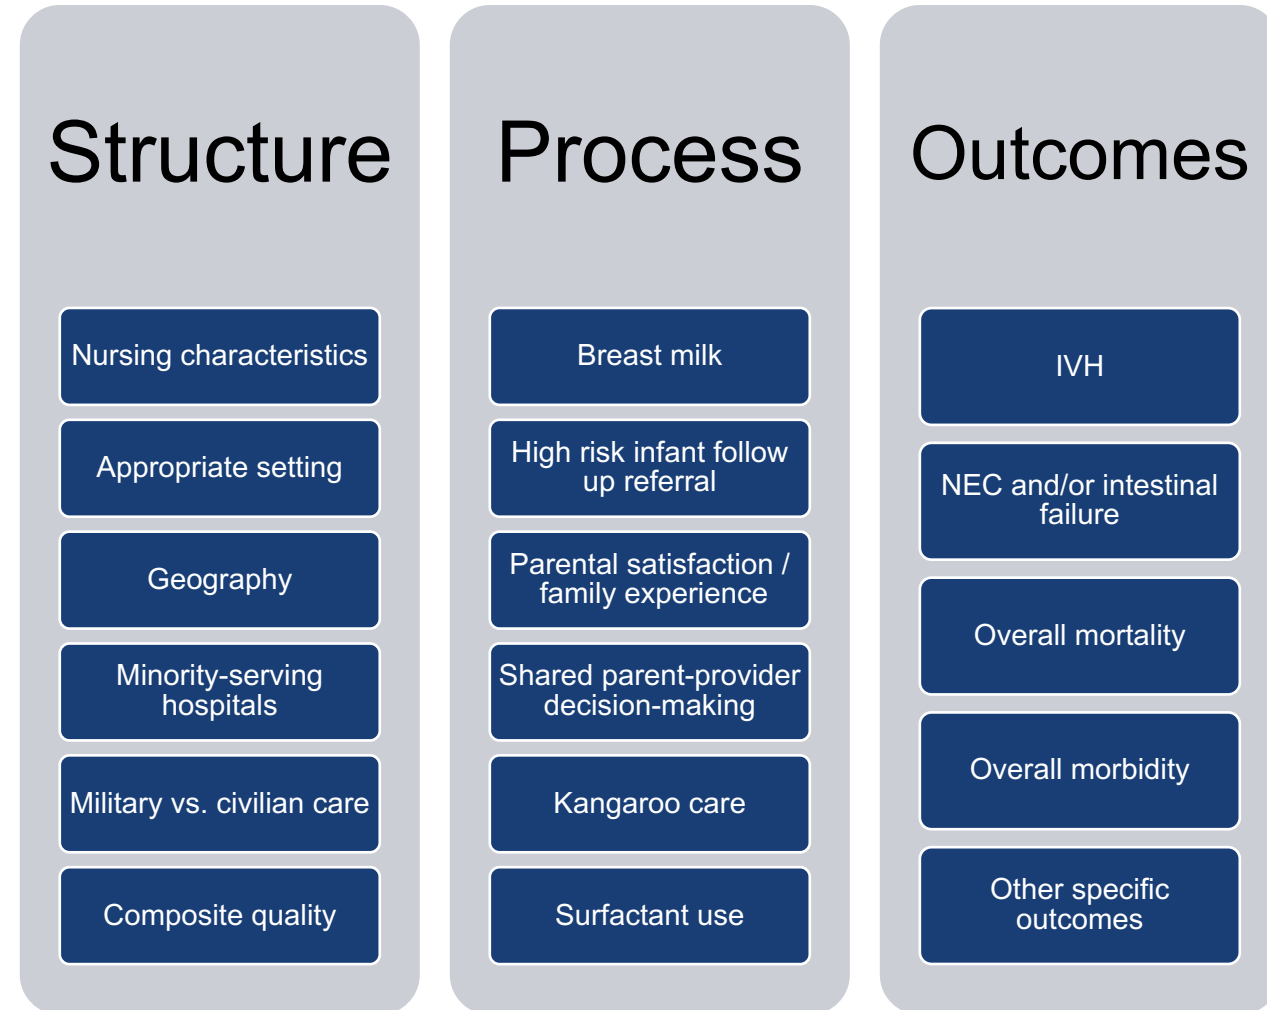 Structure
Nursing characteristics
Appropriate setting
Geography
Minority-serving
hospitals
Military vs. civilian care
Composite quality
Process
Breast milk
High risk infant follow
up referral
Parental satisfaction /
family experience
Shared parent-provider
decision-making
Kangaroo care
Surfactant use
Outcomes
IVH
NEC and/or intestinal
failure
Overall mortality
Overall morbidity
Other specific
outcomes